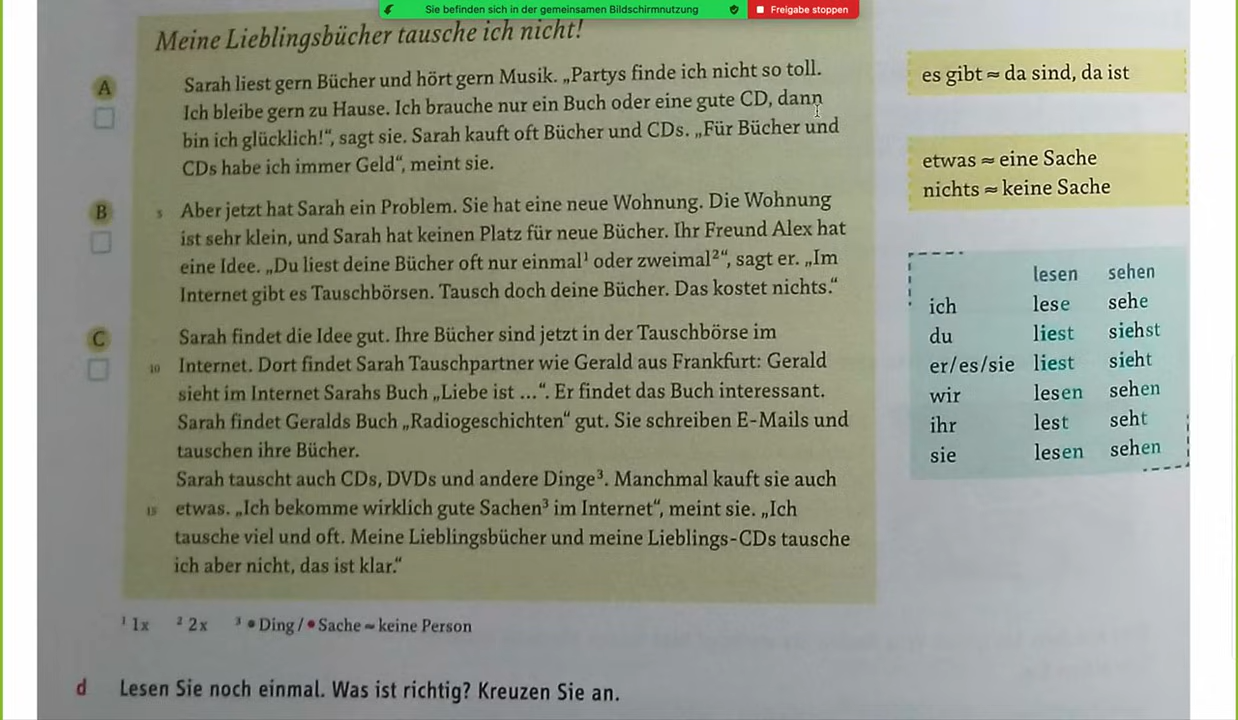 Sie befinden sich in der gemeinsamen Bildschirmnutzung
Freigabe stoppen
Meine Lieblingsbücher tausche ich nicht!
A
Sarah liest gern Bücher und hört gern Musik. „Partys finde ich nicht so toll.
Ich bleibe gern zu Hause. Ich brauche nur ein Buch oder eine gute CD, dann
bin ich glücklich!“, sagt sie. Sarah kauft oft Bücher und CDs. „Für Bücher und
CDs habe ich immer Geld“, meint sie.
B
5 Aber jetzt hat Sarah ein Problem. Sie hat eine neue Wohnung. Die Wohnung
ist sehr klein, und Sarah hat keinen Platz für neue Bücher. Ihr Freund Alex hat
eine Idee. „Du liest deine Bücher oft nur einmal¹ oder zweimal²“, sagt er. „Im
Internet gibt es Tauschbörsen. Tausch doch deine Bücher. Das kostet nichts.“
C
Sarah findet die Idee gut. Ihre Bücher sind jetzt in der Tauschbörse im
10 Internet. Dort findet Sarah Tauschpartner wie Gerald aus Frankfurt: Gerald
sieht im Internet Sarahs Buch „Liebe ist ...“. Er findet das Buch interessant.
Sarah findet Geralds Buch „Radiogeschichten“ gut. Sie schreiben E-Mails und
tauschen ihre Bücher.
Sarah tauscht auch CDs, DVDs und andere Dinge³. Manchmal kauft sie auch
15 etwas. „Ich bekomme wirklich gute Sachen³ im Internet“, meint sie. „Ich
tausche viel und oft. Meine Lieblingsbücher und meine Lieblings-CDs tausche
ich aber nicht, das ist klar.“
¹ 1x ² 2x ³ • Ding / • Sache ≈ keine Person
d Lesen Sie noch einmal. Was ist richtig? Kreuzen Sie an.
es gibt ≈ da sind, da ist
etwas ≈ eine Sache
nichts ≈ keine Sache
lesen sehen
ich lese sehe
du liest siehst
er/es/sie liest sieht
wir lesen sehen
ihr lest seht
sie lesen sehen